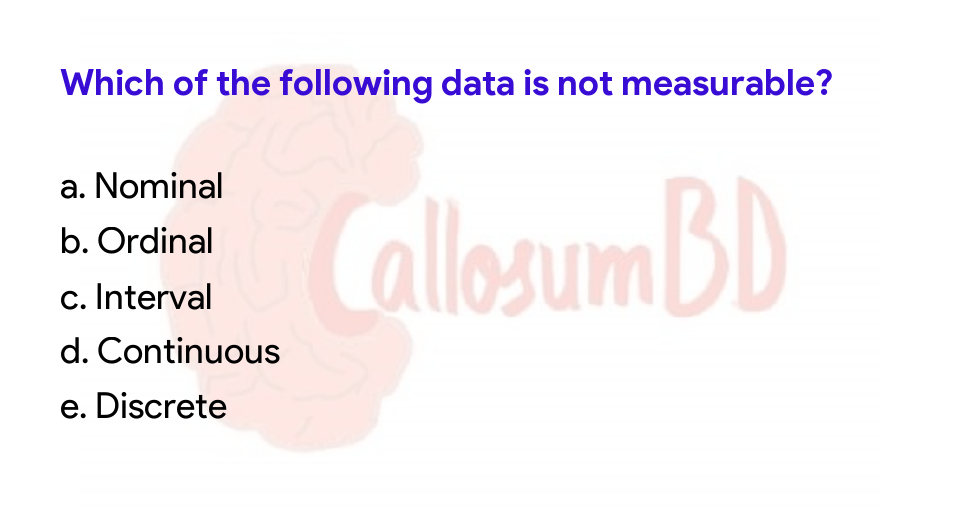 Which of the following data is not measurable?
a. Nominal
b. Ordinal
c. Interval
d. Continuous
e. Discrete
CallosumBD